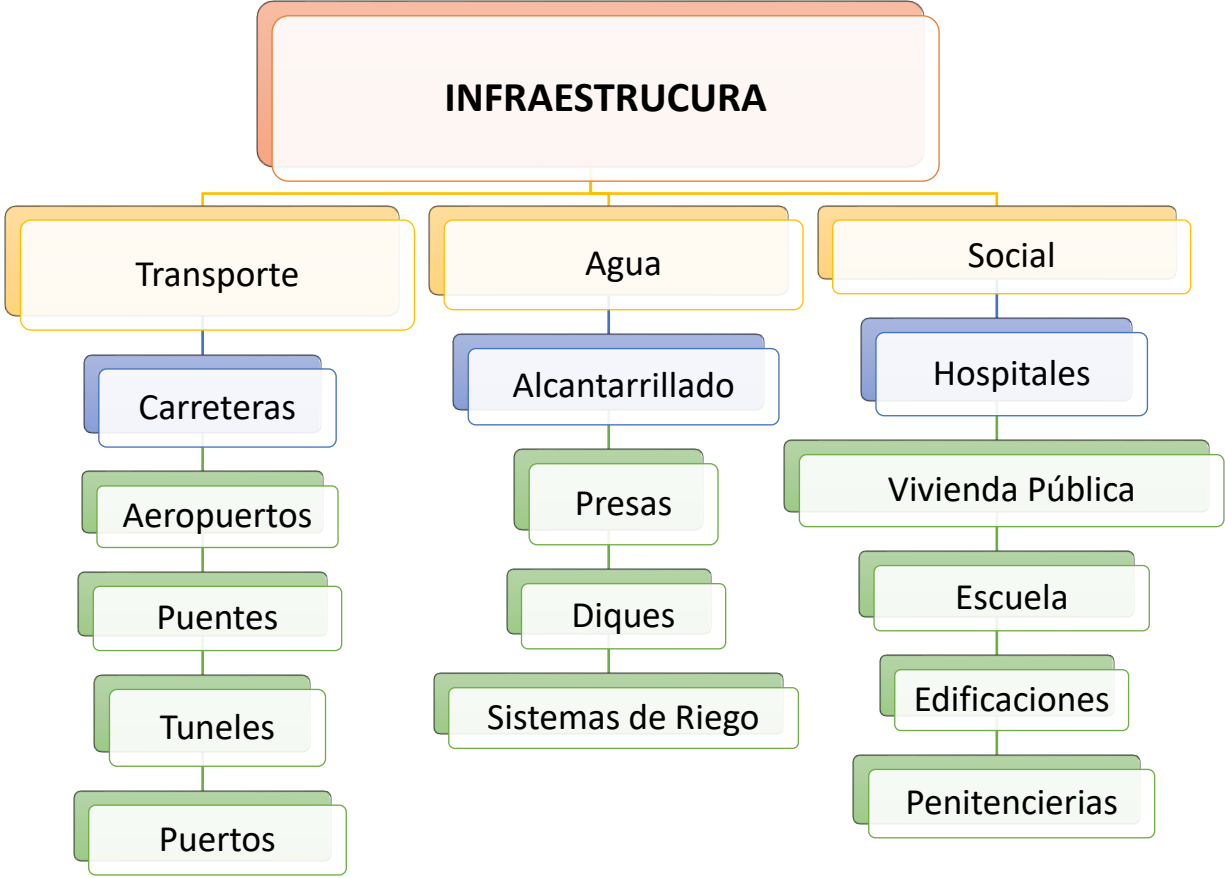 INFRAESTRUCURA
Transporte
Carreteras
Aeropuertos
Puentes
Tuneles
Puertos
Agua
Alcantarrillado
Presas
Diques
Sistemas de Riego
Social
Hospitales
Vivienda Pública
Escuela
Edificaciones
Penitencierias